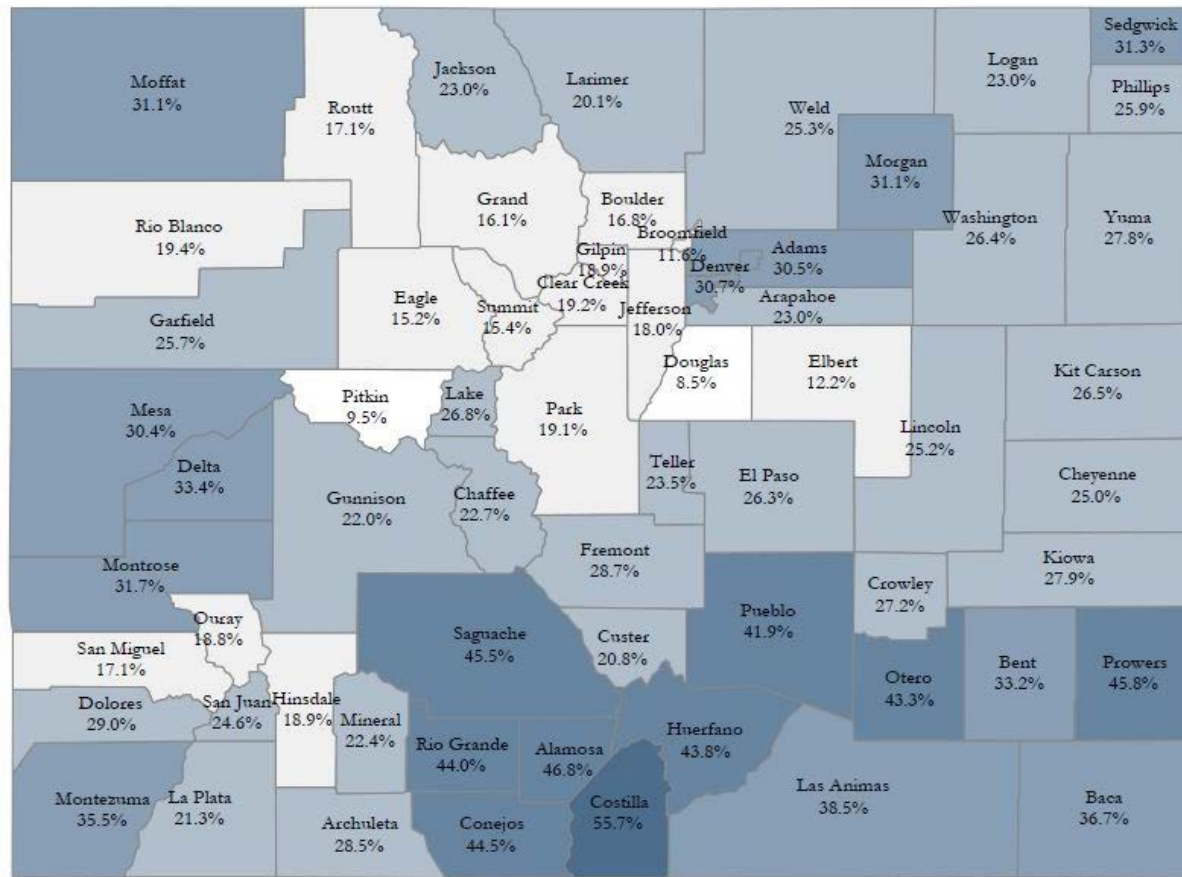 Sedgwick
31.3%
Moffat
31.1%
Jackson
23.0%
Larimer
20.1%
Logan
23.0%
Phillips
25.9%
Routt
17.1%
Weld
25.3%
Morgan
31.1%
Grand
16.1%
Boulder
16.8%
Rio Blanco
19.4%
Washington
26.4%
Yuma
27.8%
Broomfield
11.6%
Gilpin
18.9%
Adams
30.5%
Denver
30.7%
Clear Creek
19.2%
Arapahoe
23.0%
Eagle
15.2%
Summit
15.4%
Jefferson
18.0%
Garfield
25.7%
Douglas
8.5%
Elbert
12.2%
Kit Carson
26.5%
Pitkin
9.5%
Lake
26.8%
Mesa
30.4%
Park
19.1%
Lincoln
25.2%
Delta
33.4%
Teller
23.5%
El Paso
26.3%
Cheyenne
25.0%
Gunnison
22.0%
Chaffee
22.7%
Fremont
28.7%
Kiowa
27.9%
Montrose
31.7%
Crowley
27.2%
Pueblo
41.9%
Ouray
18.8%
Saguache
45.5%
Custer
20.8%
San Miguel
17.1%
Bent
33.2%
Prowers
45.8%
Otero
43.3%
Dolores
29.0%
San Juan
24.6%
Hinsdale
18.9%
Mineral
22.4%
Huerfano
43.8%
Rio Grande
44.0%
Alamosa
46.8%
Las Animas
38.5%
Montezuma
35.5%
La Plata
21.3%
Costilla
55.7%
Baca
36.7%
Archuleta
28.5%
Conejos
44.5%